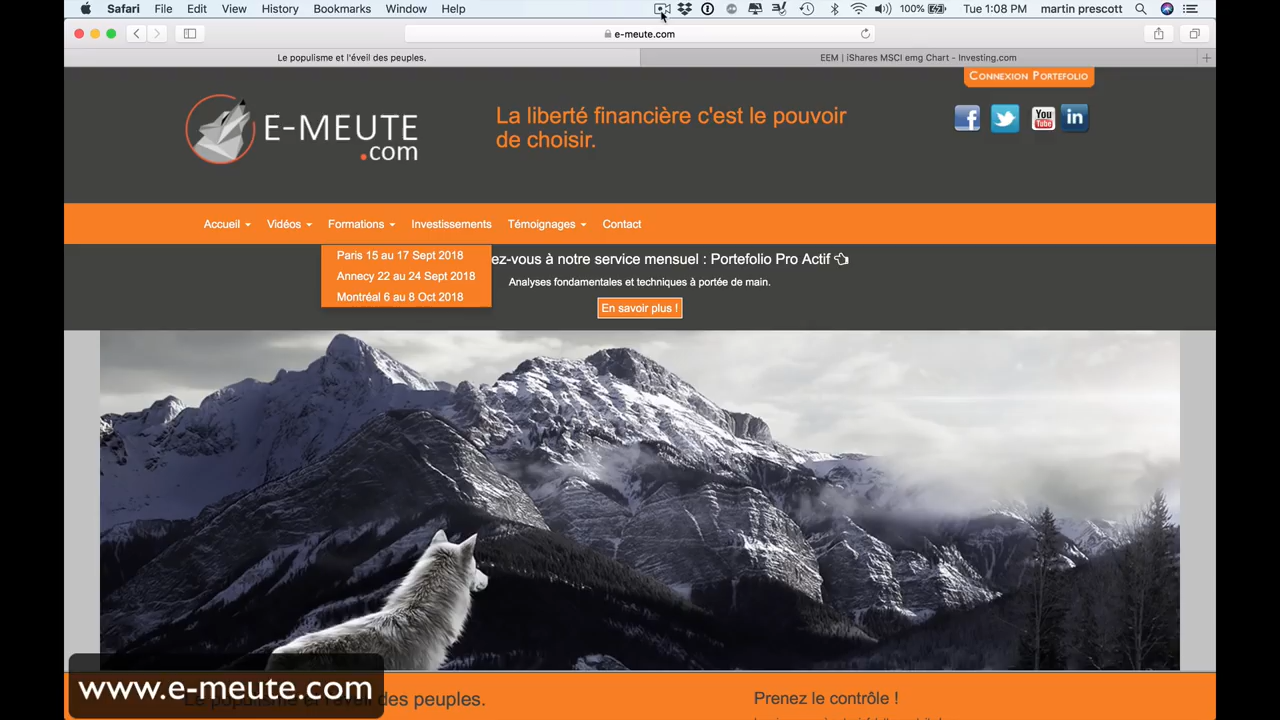 Safari File Edit View History Bookmarks Window Help 100% Tue 1:08 PM martin prescott
e-meute.com
Le populisme et l'éveil des peuples. EEM | iShares MSCI emg Chart - Investing.com
Connexion Portefolio
E-MEUTE
.com
La liberté financière c'est le pouvoir
de choisir.
You
Tube
in
Accueil Vidéos Formations Investissements Témoignages Contact
Paris 15 au 17 Sept 2018
Annecy 22 au 24 Sept 2018
Montréal 6 au 8 Oct 2018
ez-vous à notre service mensuel : Portefolio Pro Actif
Analyses fondamentales et techniques à portée de main.
En savoir plus !
www.e-meute.com
des peuples.
Prenez le contrôle !